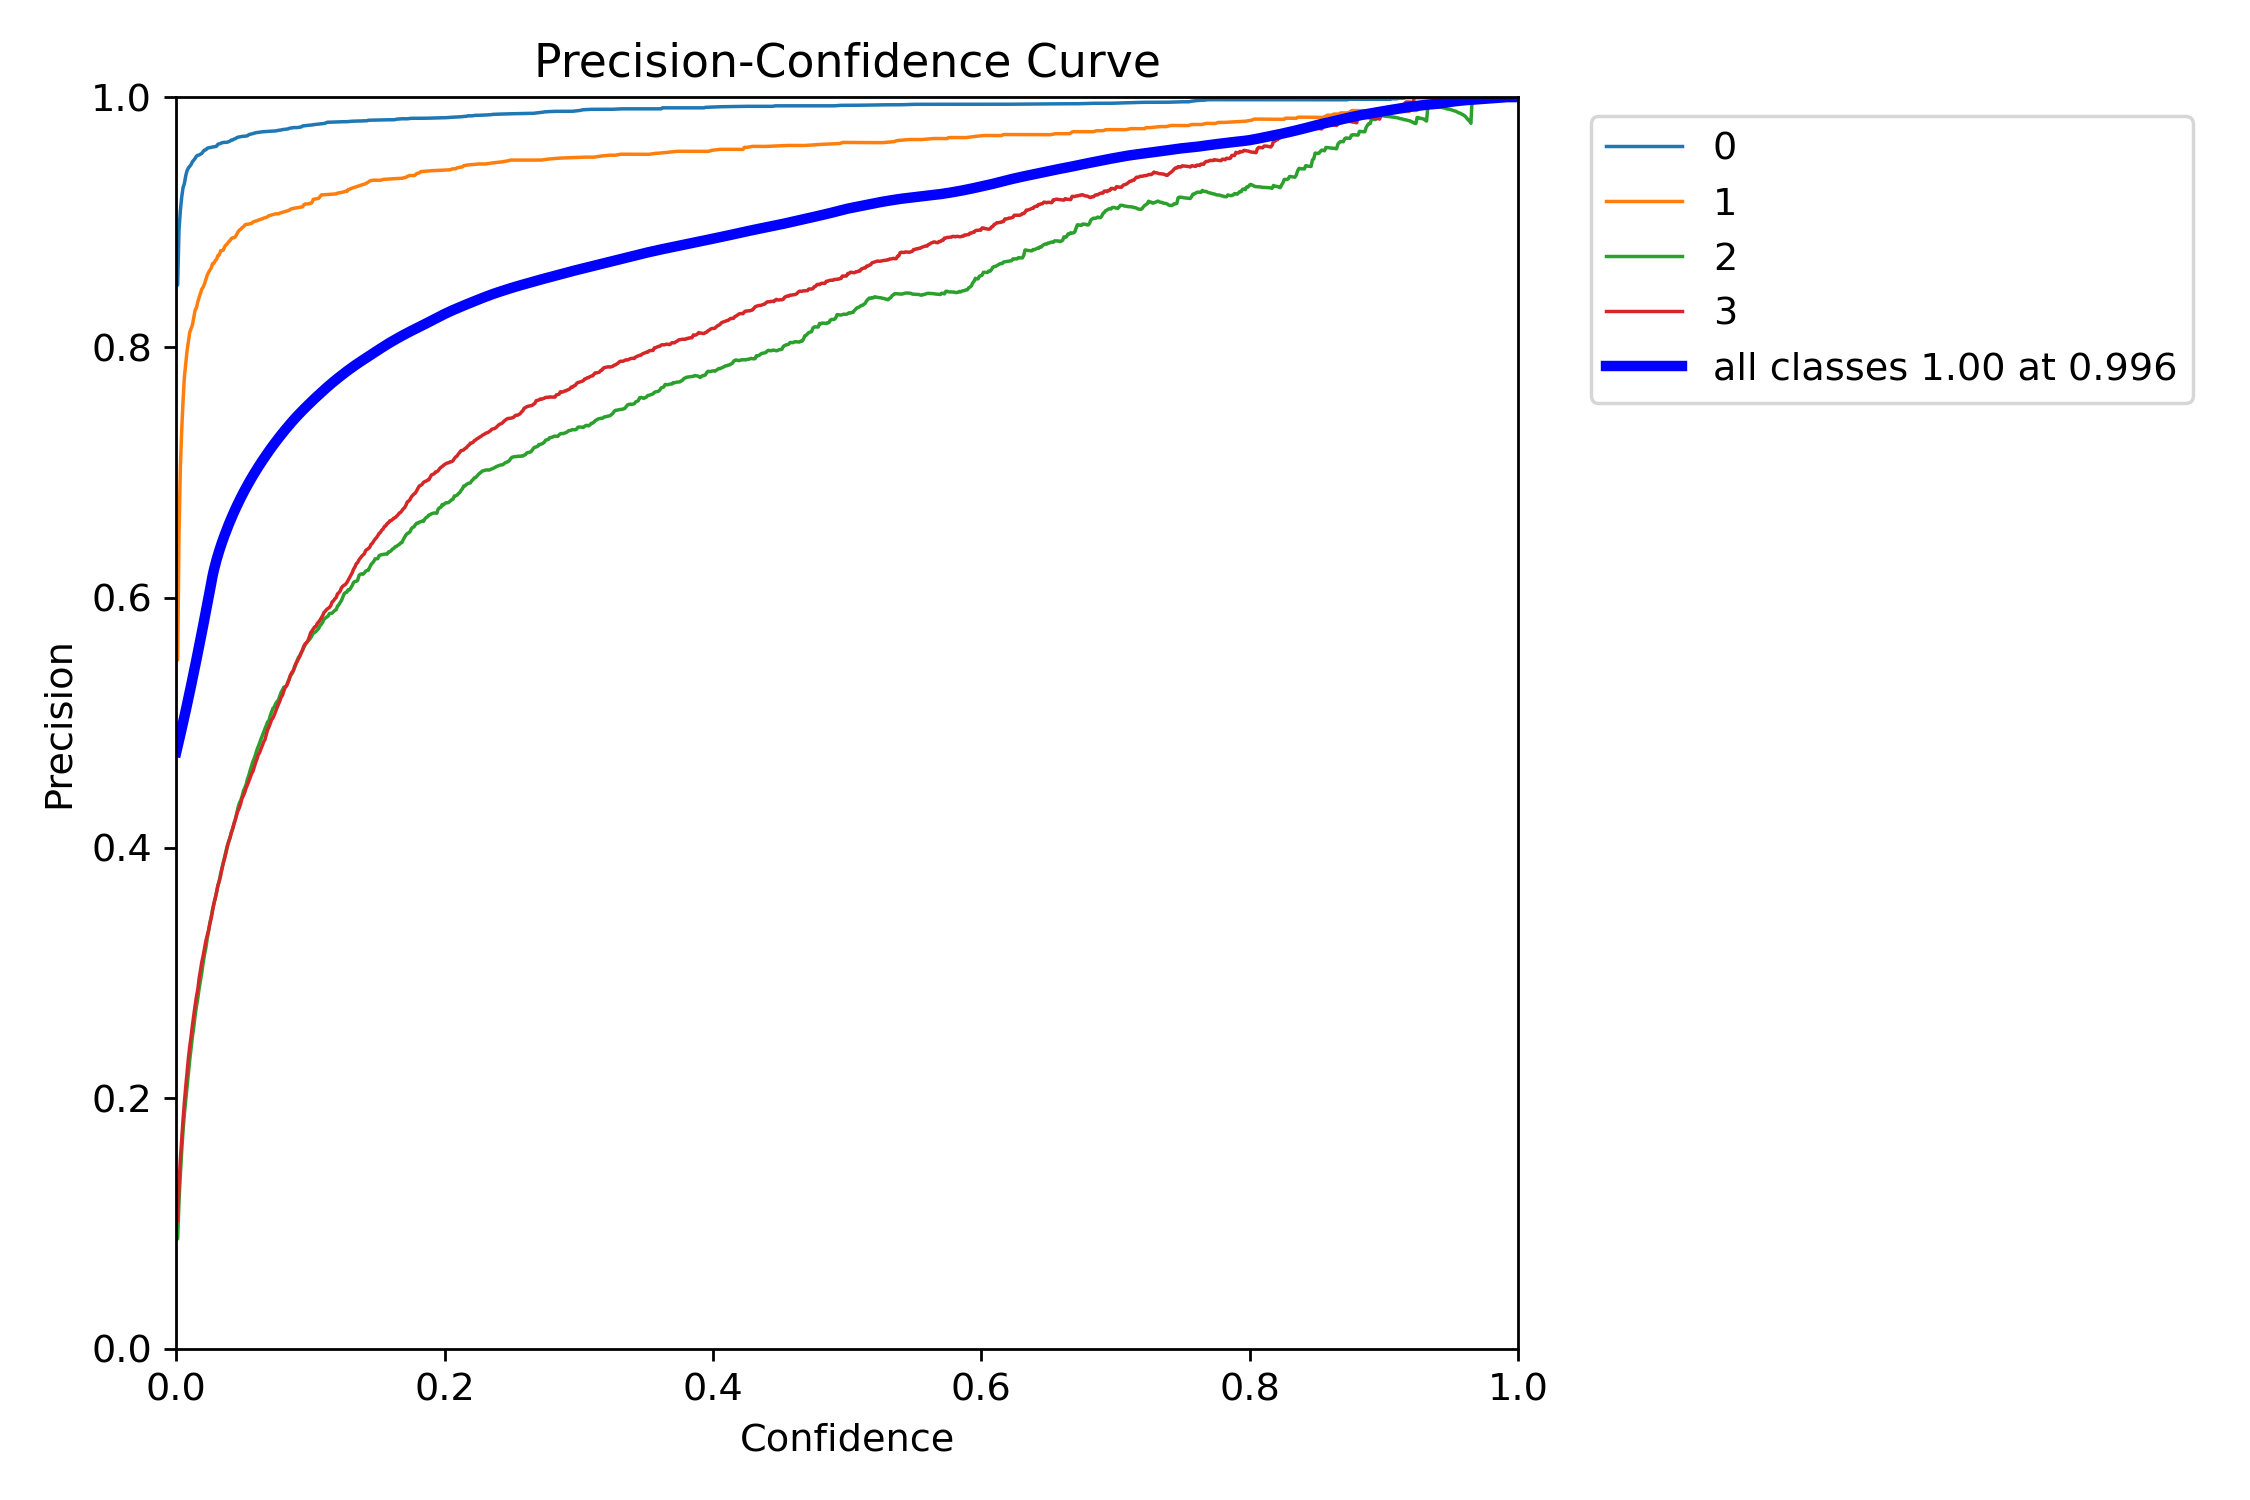 Precision-Confidence Curve
1.0
0.8
0.6
0.4
0.2
0.0
Precision
0.0 0.2 0.4 0.6 0.8 1.0
Confidence
0
1
2
3
all classes 1.00 at 0.996